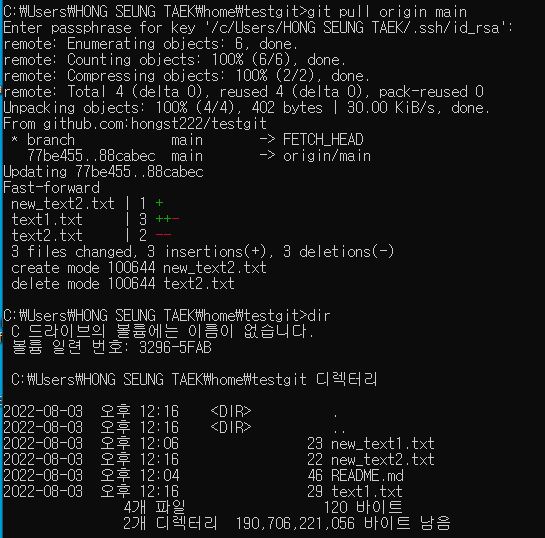 C:₩Users₩HONG SEUNG TAEK₩home₩testgit>git pull origin main
Enter passphrase for key '/c/Users/HONG SEUNG TAEK/.ssh/id_rsa':
remote: Enumerating objects: 6, done.
remote: Counting objects: 100% (6/6), done.
remote: Compressing objects: 100% (2/2), done.
remote: Total 4 (delta 0), reused 4 (delta 0), pack-reused 0
Unpacking objects: 100% (4/4), 402 bytes | 30.00 KiB/s, done.
From github.com:hongst222/testgit
 * branch            main       -> FETCH_HEAD
   77be455..88cabec  main       -> origin/main
Updating 77be455..88cabec
Fast-forward
 new_text2.txt | 1 +
 text1.txt     | 3 ++-
 text2.txt     | 2 --
 3 files changed, 3 insertions(+), 3 deletions(-)
 create mode 100644 new_text2.txt
 delete mode 100644 text2.txt
C:₩Users₩HONG SEUNG TAEK₩home₩testgit>dir
 C 드라이브의 볼륨에는 이름이 없습니다.
 볼륨 일련 번호: 3296-5FAB
 C:₩Users₩HONG SEUNG TAEK₩home₩testgit 디렉터리
2022-08-03  오후 12:16    <DIR>          .
2022-08-03  오후 12:16    <DIR>          ..
2022-08-03  오후 12:06                23 new_text1.txt
2022-08-03  오후 12:16                22 new_text2.txt
2022-08-03  오후 12:04                46 README.md
2022-08-03  오후 12:16                29 text1.txt
               4개 파일                 120 바이트
               2개 디렉터리  190,706,221,056 바이트 남음